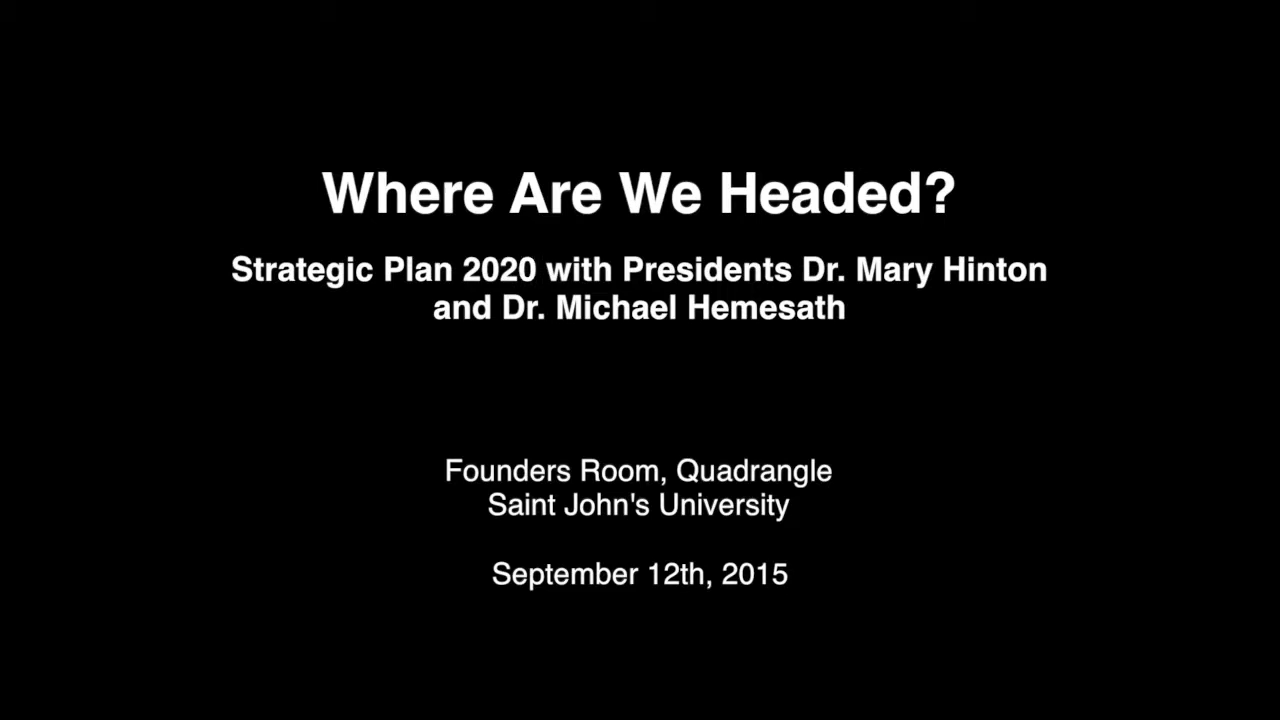 Where Are We Headed?
Strategic Plan 2020 with Presidents Dr. Mary Hinton
and Dr. Michael Hemesath
Founders Room, Quadrangle
Saint John's University
September 12th, 2015